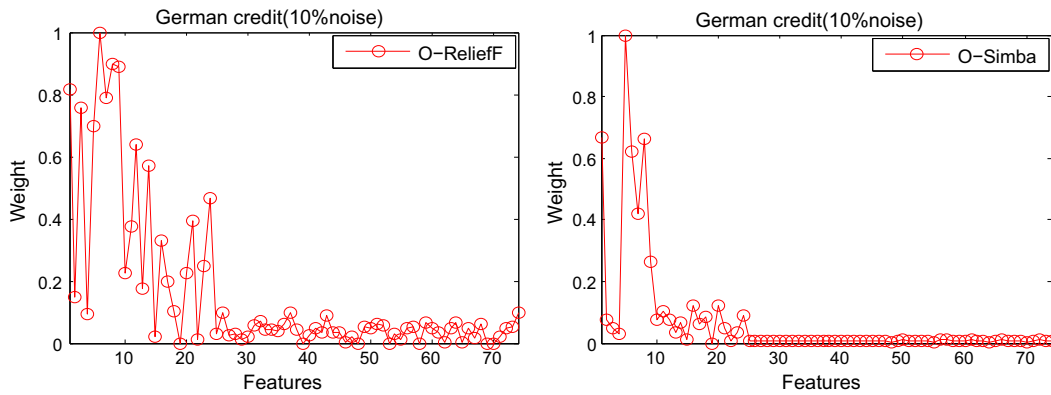 German credit(10%noise)
O-ReliefF
Weight
1
0.8
0.6
0.4
0.2
0
10 20 30 40 50 60 70
Features
German credit(10%noise)
O-Simba
Weight
1
0.8
0.6
0.4
0.2
0
10 20 30 40 50 60 70
Features